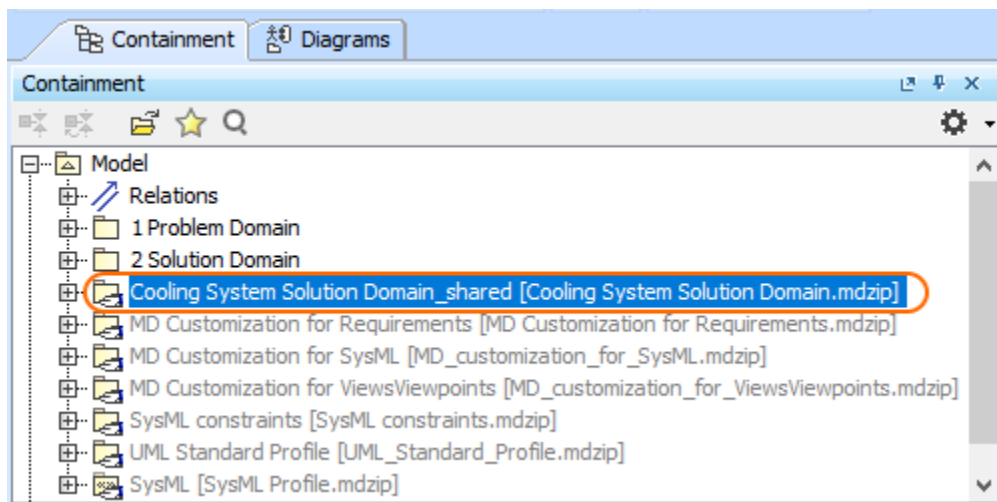 Containment Diagrams
Containment
Model
Relations
1 Problem Domain
2 Solution Domain
Cooling System Solution Domain_shared [Cooling System Solution Domain.mdzip]
MD Customization for Requirements [MD Customization for Requirements.mdzip]
MD Customization for SysML [MD_customization_for_SysML.mdzip]
MD Customization for ViewsViewpoints [MD_customization_for_ViewsViewpoints.mdzip]
SysML constraints [SysML constraints.mdzip]
UML Standard Profile [UML_Standard_Profile.mdzip]
SysML [SysML Profile.mdzip]